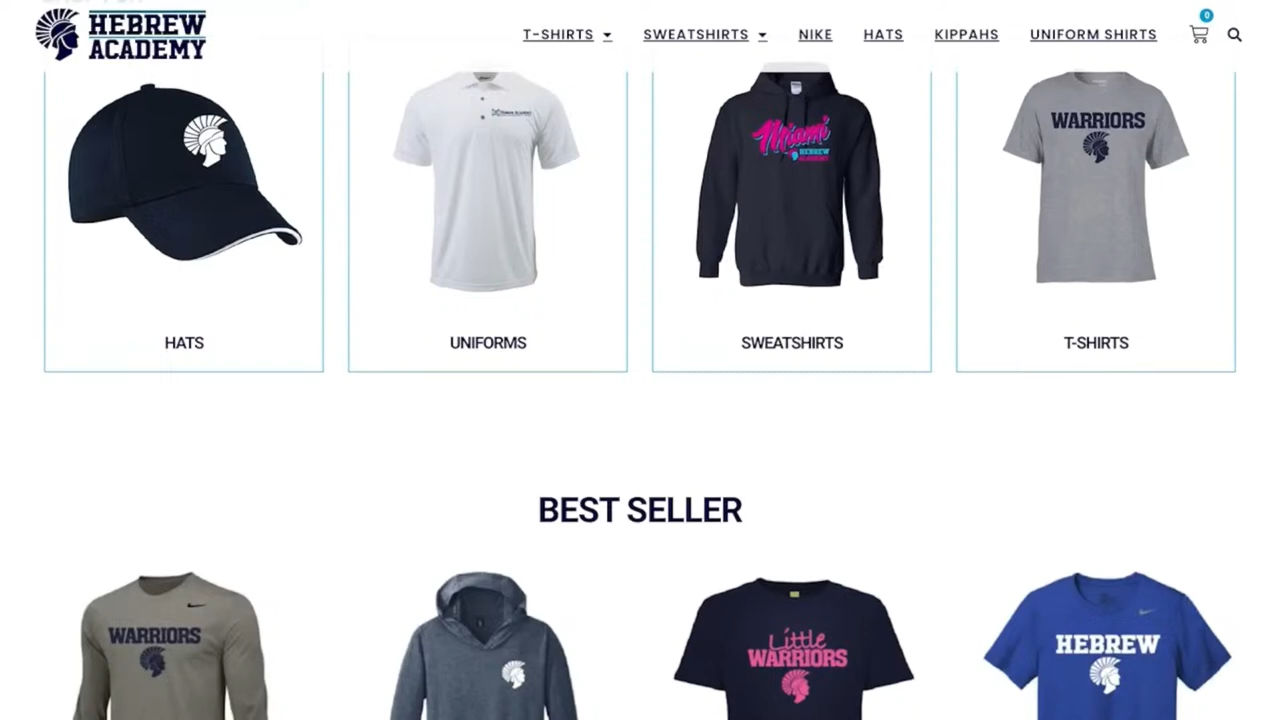 HEBREW
ACADEMY
T-SHIRTS
SWEATSHIRTS
NIKE
HATS
KIPPAHS
UNIFORM SHIRTS
0
Miami
HEBREW
ACADEMY
WARRIORS
HATS
UNIFORMS
SWEATSHIRTS
T-SHIRTS
BEST SELLER
WARRIORS
Little
WARRIORS
HEBREW